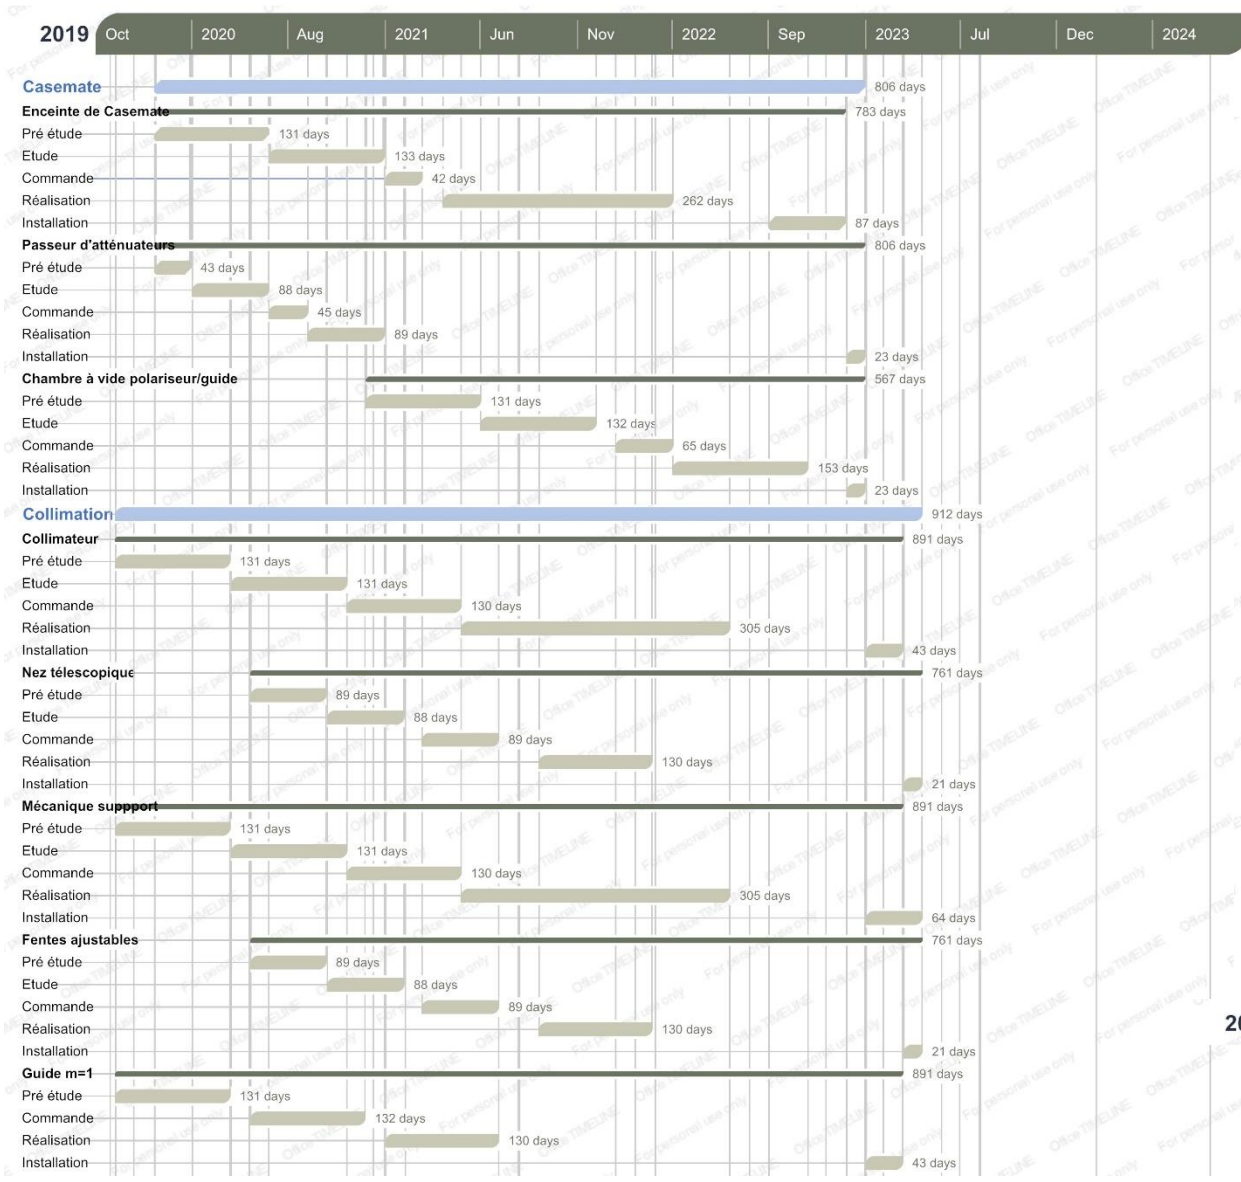 2019 Oct 2020 Aug 2021 Jun Nov 2022 Sep 2023 Jul Dec 2024
Casemate 806 days
Enceinte de Casemate 783 days
Pré étude 131 days
Etude 133 days
Commande 42 days
Réalisation 262 days
Installation 87 days
Passeur d'atténuateurs 806 days
Pré étude 43 days
Etude 88 days
Commande 45 days
Réalisation 89 days
Installation 23 days
Chambre à vide polariseur/guide 567 days
Pré étude 131 days
Etude 132 days
Commande 65 days
Réalisation 153 days
Installation 23 days
Collimation 912 days
Collimateur 891 days
Pré étude 131 days
Etude 131 days
Commande 130 days
Réalisation 305 days
Installation 43 days
Nez télescopique 761 days
Pré étude 89 days
Etude 88 days
Commande 89 days
Réalisation 130 days
Installation 21 days
Mécanique suppport 891 days
Pré étude 131 days
Etude 131 days
Commande 130 days
Réalisation 305 days
Installation 64 days
Fentes ajustables 761 days
Pré étude 89 days
Etude 88 days
Commande 89 days
Réalisation 130 days
Installation 21 days
Guide m=1 891 days
Pré étude 131 days
Commande 132 days
Réalisation 130 days
Installation 43 days
Office TIMELINE
For personal use only